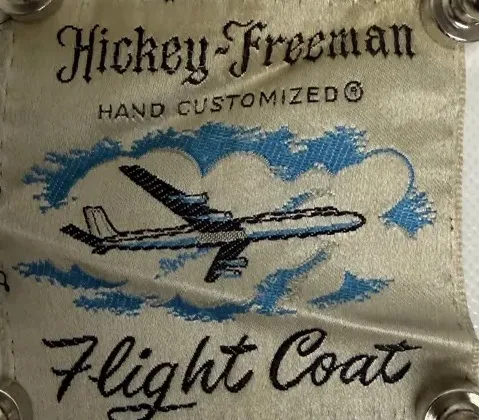 Hickey-Freeman
HAND CUSTOMIZED®
Flight Coat